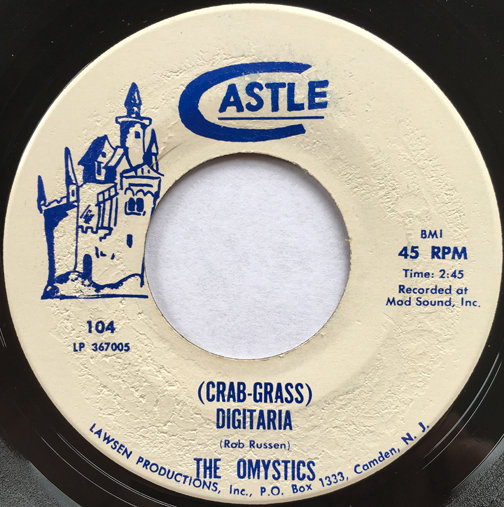 CASTLE
BMI
45 RPM
Time: 2:45
Recorded at
Mod Sound, Inc.
104
LP 367005
(CRAB-GRASS)
DIGITARIA
(Rob Russen)
THE OMYSTICS
LAWSEN PRODUCTIONS, Inc., P.O. Box 1333, Camden, N. J.